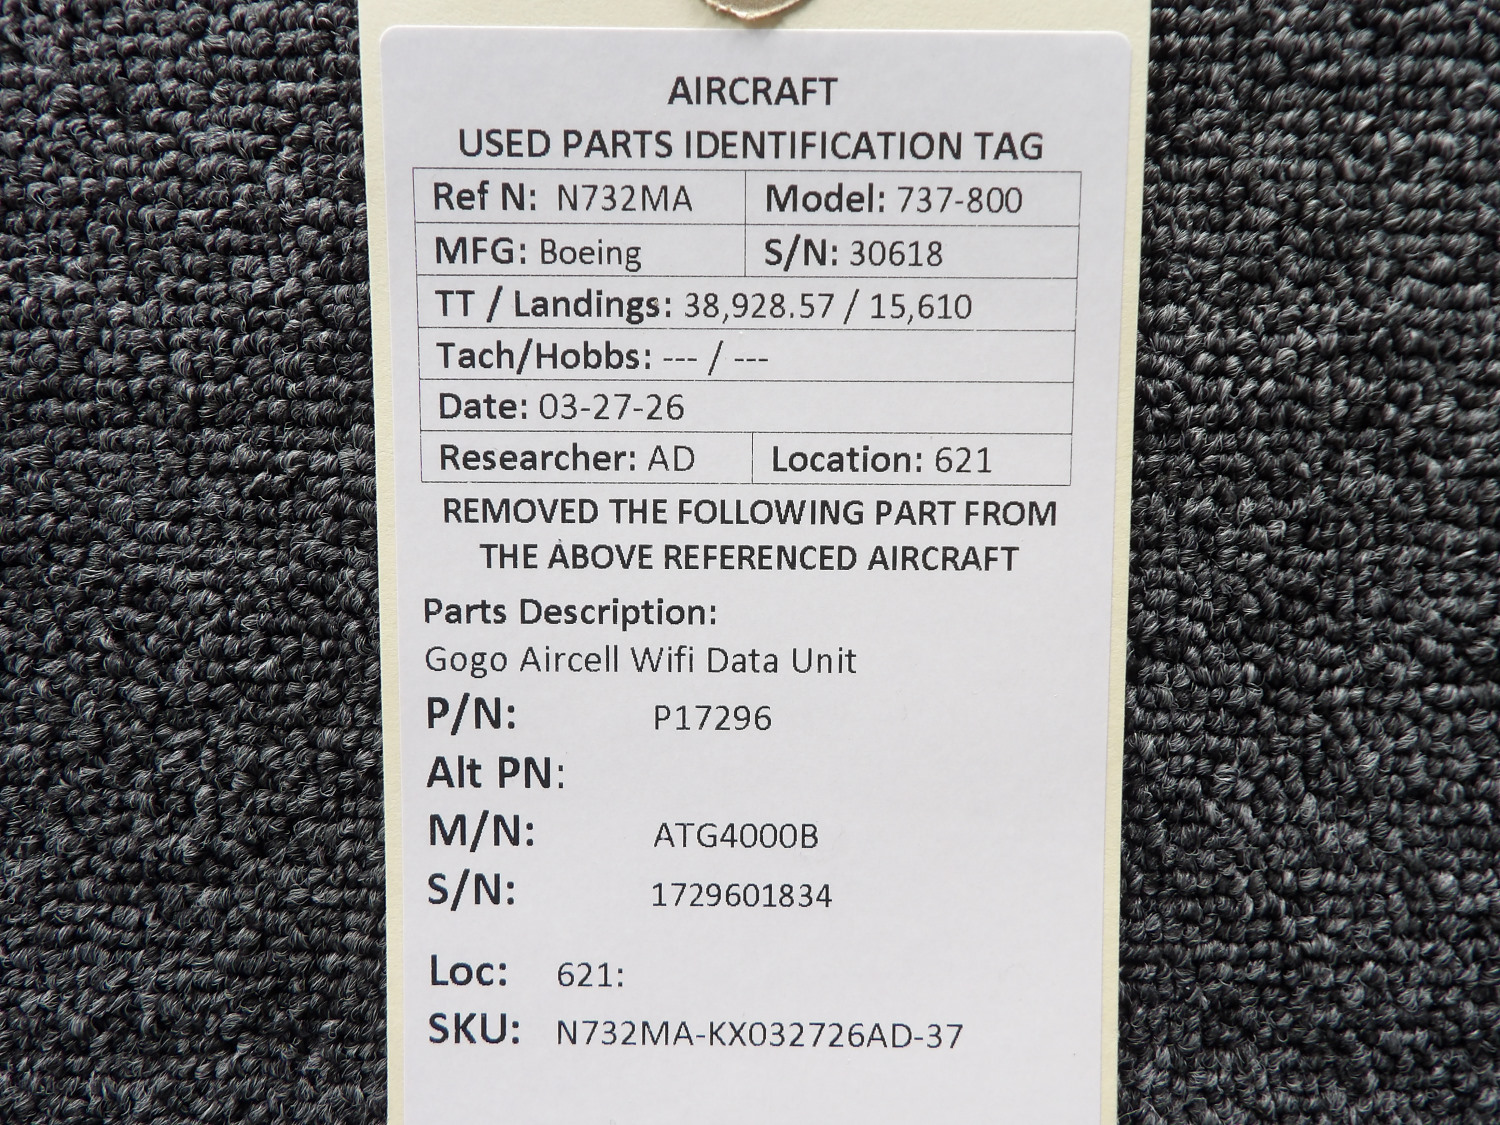 AIRCRAFT
USED PARTS IDENTIFICATION TAG
Ref N: N732MA Model: 737-800
MFG: Boeing S/N: 30618
TT / Landings: 38,928.57 / 15,610
Tach/Hobbs: --- / ---
Date: 03-27-26
Researcher: AD Location: 621
REMOVED THE FOLLOWING PART FROM
THE ABOVE REFERENCED AIRCRAFT
Parts Description:
Gogo Aircell Wifi Data Unit
P/N: P17296
Alt PN:
M/N: ATG4000B
S/N: 1729601834
Loc: 621:
SKU: N732MA-KX032726AD-37